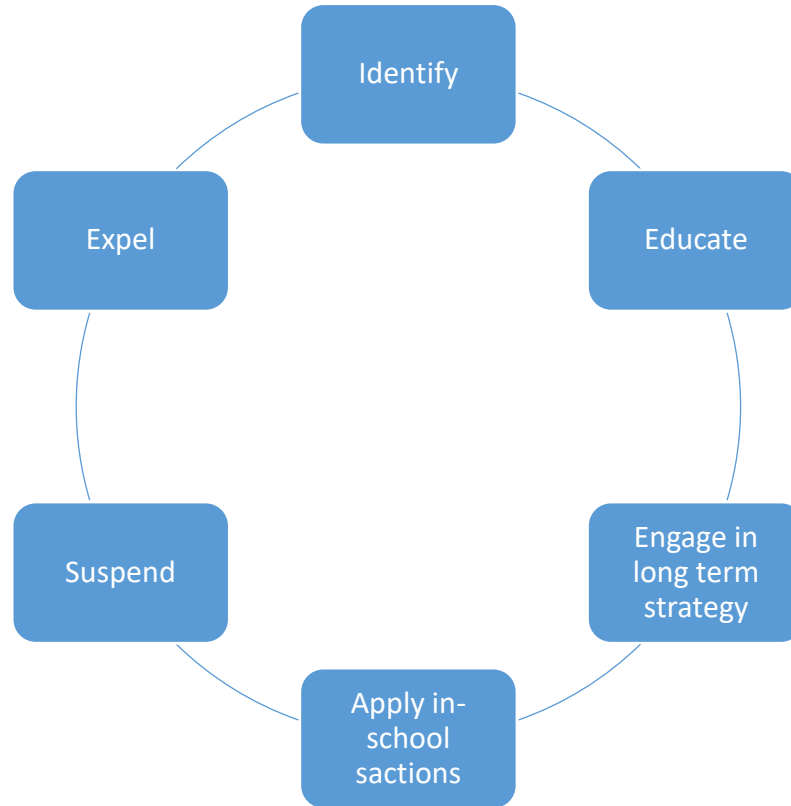 Identify
Educate
Engage in
long term
strategy
Apply in-
school
sactions
Suspend
Expel